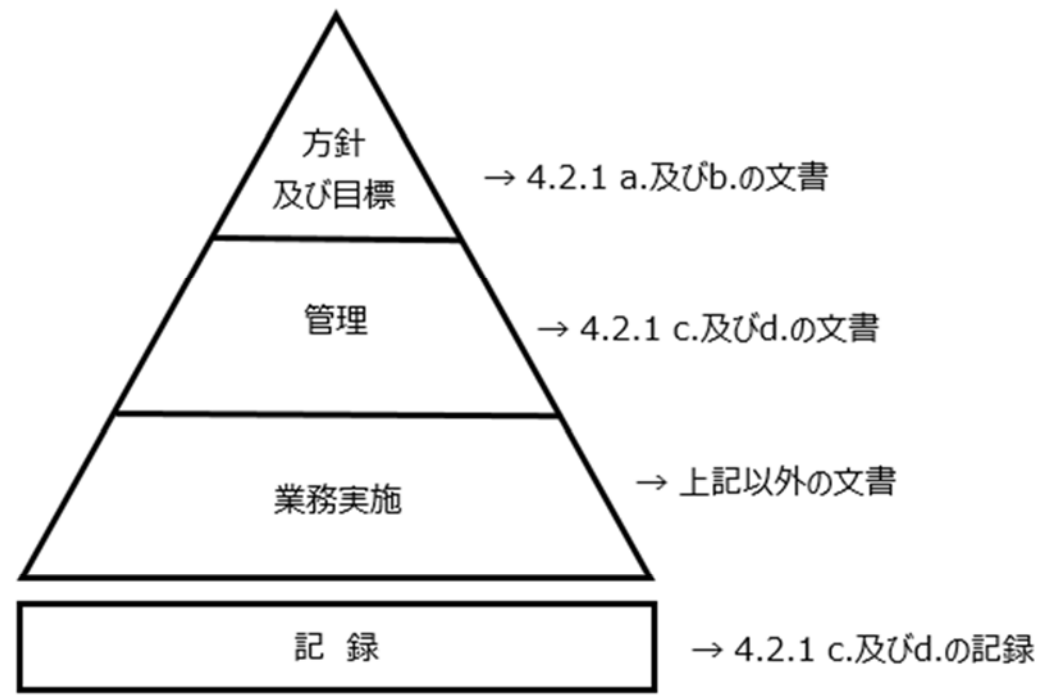 方針
及び目標
→ 4.2.1 a.及びb.の文書
管理
→ 4.2.1 c.及びd.の文書
業務実施
→ 上記以外の文書
記 録
→ 4.2.1 c.及びd.の記録